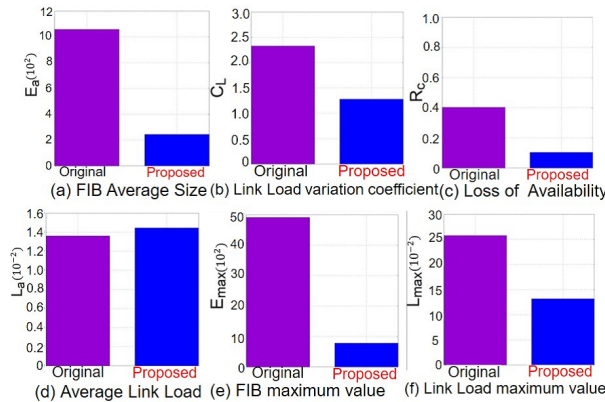 12
10
8
6
4
2
0
Ea(10²)
Original Proposed
(a) FIB Average Size
3.0
2.5
2.0
1.5
1.0
0.5
0
CL
Original Proposed
(b) Link Load variation coefficient
1.0
0.8
0.6
0.4
0.2
0
Rc
Original Proposed
(c) Loss of Availability
1.6
1.4
1.2
1.0
0.8
0.6
0.4
0.2
0
La(10⁻²)
Original Proposed
(d) Average Link Load
50
40
30
20
10
0
Emax(10²)
Original Proposed
(e) FIB maximum value
30
25
20
15
10
5
0
Lmax(10⁻²)
Original Proposed
(f) Link Load maximum value